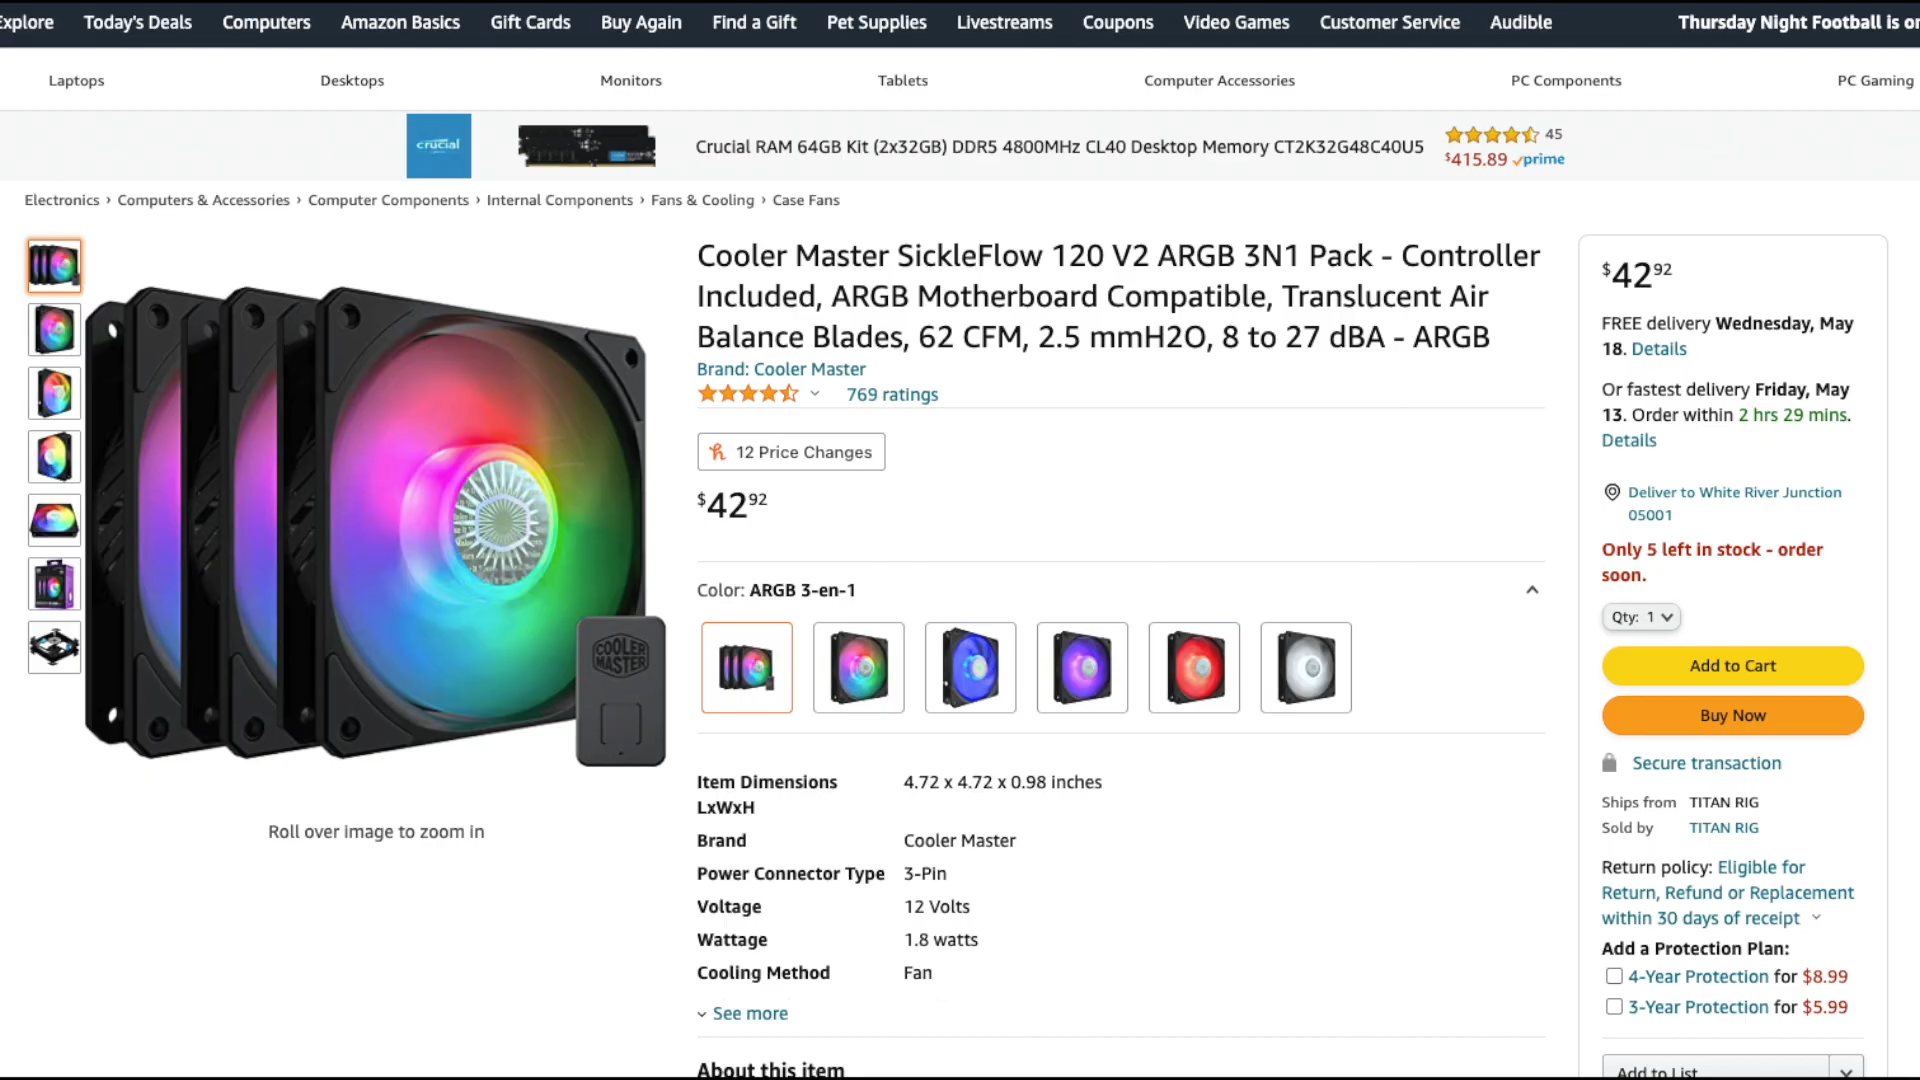 Explore Today's Deals Computers Amazon Basics Gift Cards Buy Again Find a Gift Pet Supplies Livestreams Coupons Video Games Customer Service Audible Thursday Night Football is
Laptops Desktops Monitors Tablets Computer Accessories PC Components PC Gaming
crucial
Crucial RAM 64GB Kit (2x32GB) DDR5 4800MHz CL40 Desktop Memory CT2K32G48C40U5
45
$415.89 prime
Electronics › Computers & Accessories › Computer Components › Internal Components › Fans & Cooling › Case Fans
COOLER
MASTER
Roll over image to zoom in
Cooler Master SickleFlow 120 V2 ARGB 3N1 Pack - Controller
Included, ARGB Motherboard Compatible, Translucent Air
Balance Blades, 62 CFM, 2.5 mmH2O, 8 to 27 dBA - ARGB
Brand: Cooler Master
769 ratings
12 Price Changes
$42 92
Color: ARGB 3-en-1
Item Dimensions 4.72 x 4.72 x 0.98 inches
LxWxH
Brand Cooler Master
Power Connector Type 3-Pin
Voltage 12 Volts
Wattage 1.8 watts
Cooling Method Fan
See more
About this item
$42 92
FREE delivery Wednesday, May
18. Details
Or fastest delivery Friday, May
13. Order within 2 hrs 29 mins.
Details
Deliver to White River Junction
05001
Only 5 left in stock - order
soon.
Qty: 1
Add to Cart
Buy Now
Secure transaction
Ships from TITAN RIG
Sold by TITAN RIG
Return policy: Eligible for
Return, Refund or Replacement
within 30 days of receipt
Add a Protection Plan:
4-Year Protection for $8.99
3-Year Protection for $5.99
Add to List